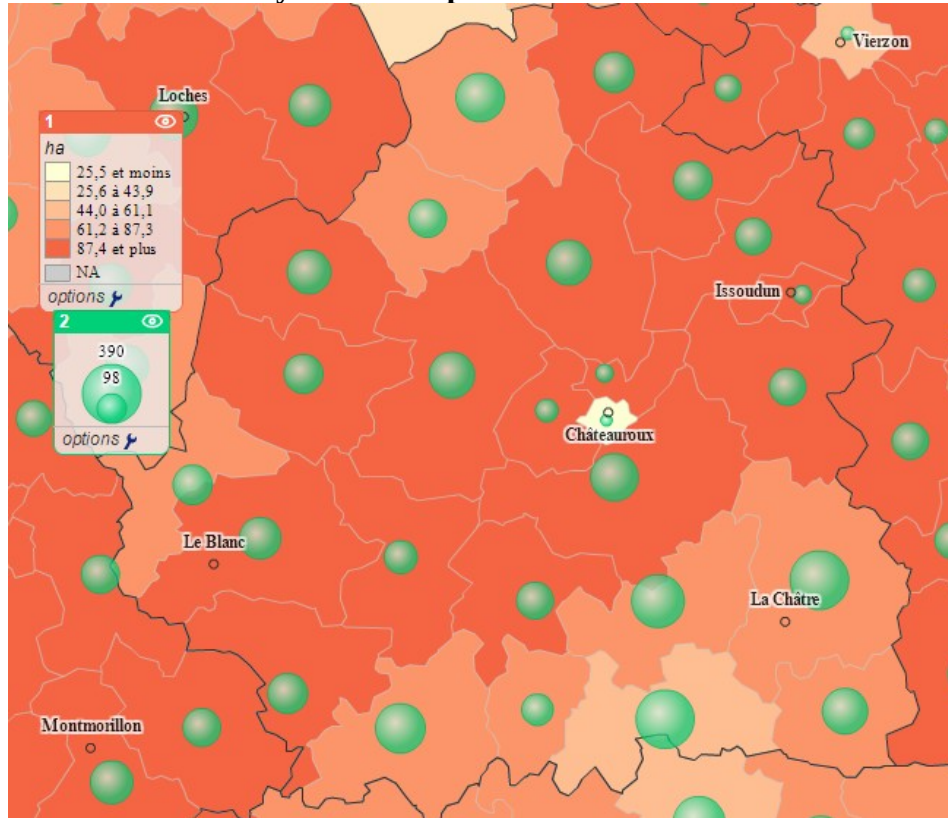 Vierzon
Loches
1
ha
25,5 et moins
25,6 à 43,9
44,0 à 61,1
61,2 à 87,3
87,4 et plus
NA
options
Issoudun
2
390
98
options
Châteauroux
Le Blanc
La Châtre
Montmorillon